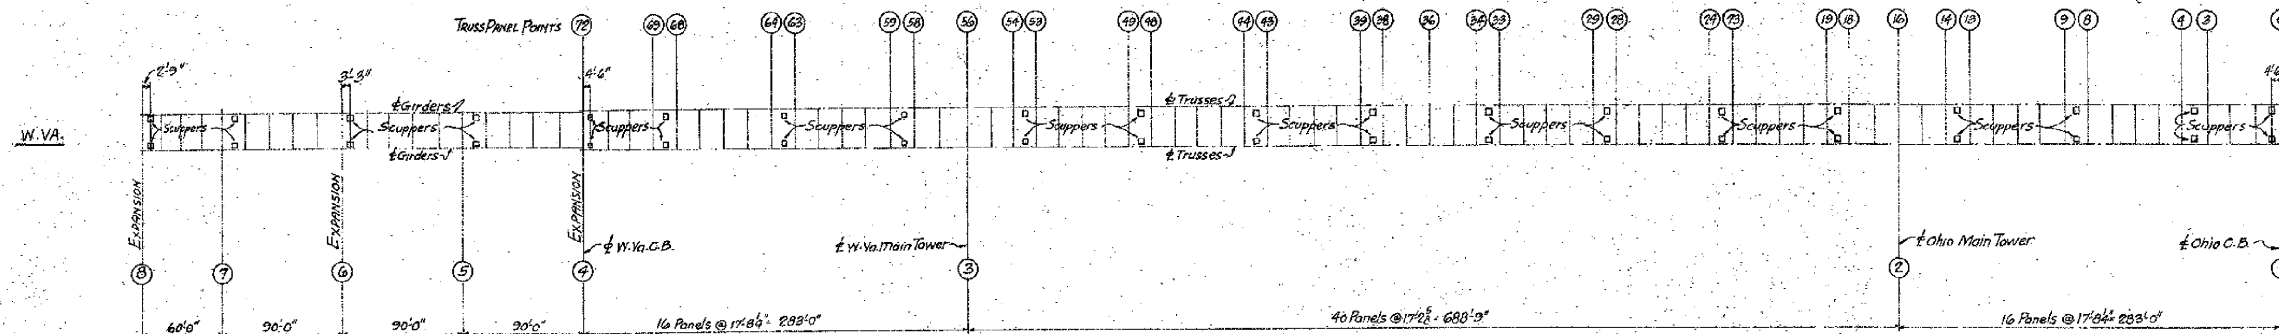 TRUSS PANEL POINTS 72 69 68 64 63 59 58 56 54 53 49 48 44 43 39 38 36 34 33 29 28 24 23 19 18 16 14 13 9 8 4 3
2'-9" 3'-3" 4'-6" 4'-6
℄ Girders ℄ Trusses
W.VA. Scuppers Scuppers Scuppers Scuppers Scuppers Scuppers Scuppers Scuppers Scuppers Scuppers
℄ Girders ℄ Trusses
EXPANSION EXPANSION EXPANSION
℄ W.Va.C.B. ℄ W.Va. Main Tower ℄ Ohio Main Tower ℄ Ohio C.B.
8 7 6 5 4 3 2
60'-0" 90'-0" 90'-0" 90'-0" 16 Panels @ 17'-8¼" = 283'-0" 40 Panels @ 17'-2⅝" = 688'-9" 16 Panels @ 17'-8¼" = 283'-0"